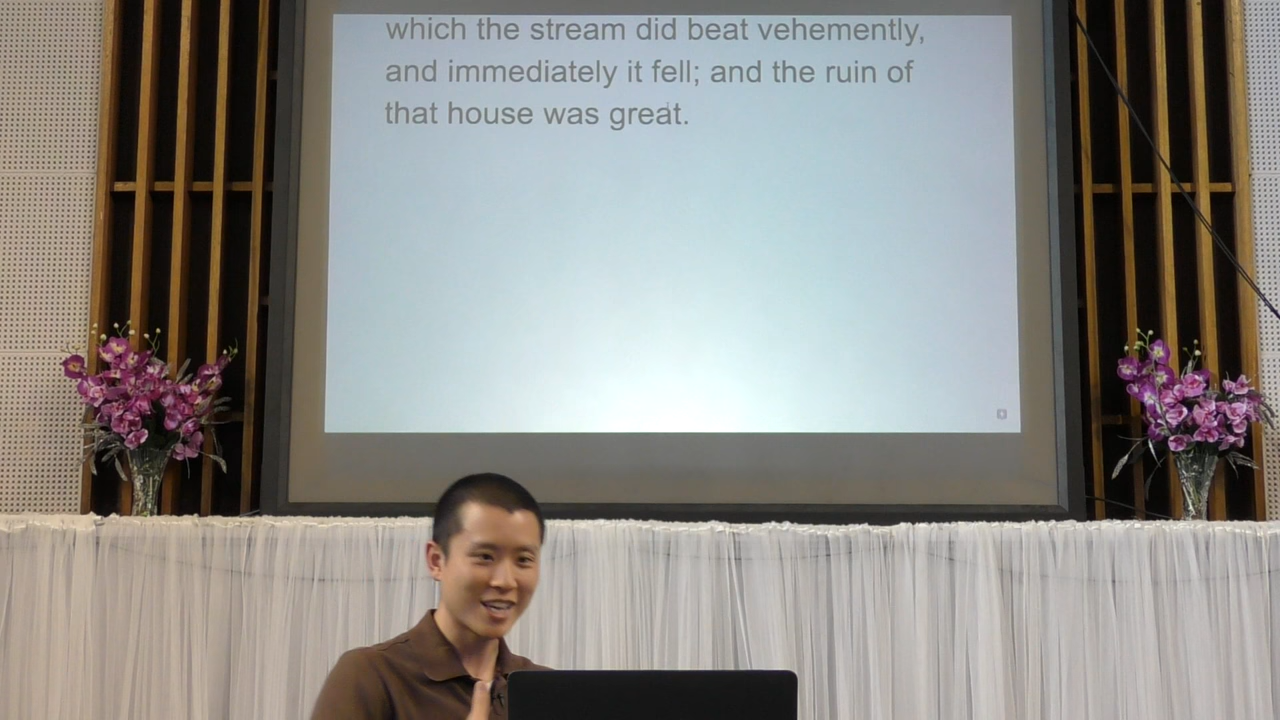 which the stream did beat vehemently,
and immediately it fell; and the ruin of
that house was great.